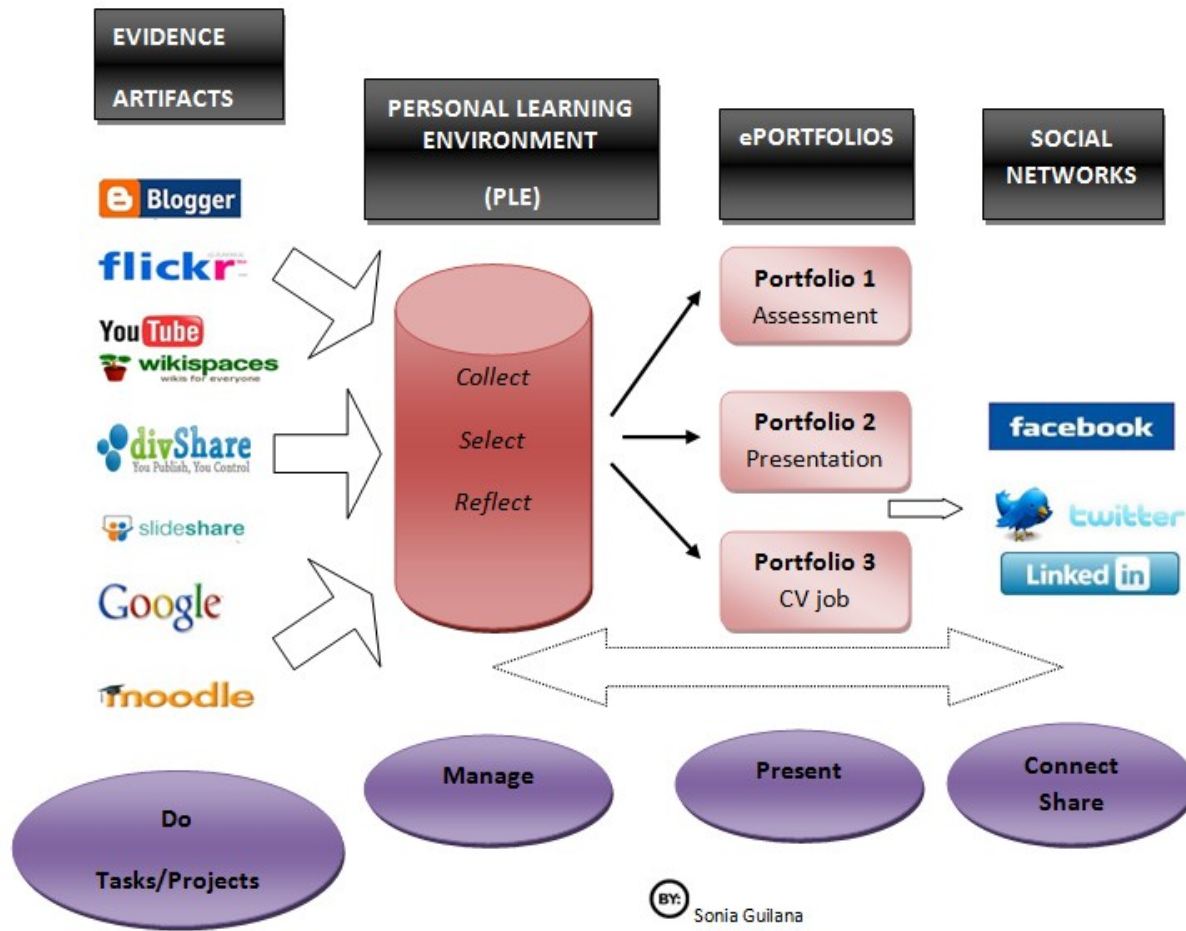 EVIDENCE
ARTIFACTS
PERSONAL LEARNING
ENVIRONMENT
(PLE)
ePORTFOLIOS
SOCIAL
NETWORKS
B Blogger
flickr
YouTube
wikispaces
wikis for everyone
divShare
You Publish, You Control
slideshare
Google
moodle
Collect
Select
Reflect
Portfolio 1
Assessment
Portfolio 2
Presentation
Portfolio 3
CV job
facebook
twitter
Linked in
Do
Tasks/Projects
Manage
Present
Connect
Share
BY:
Sonia Guilana